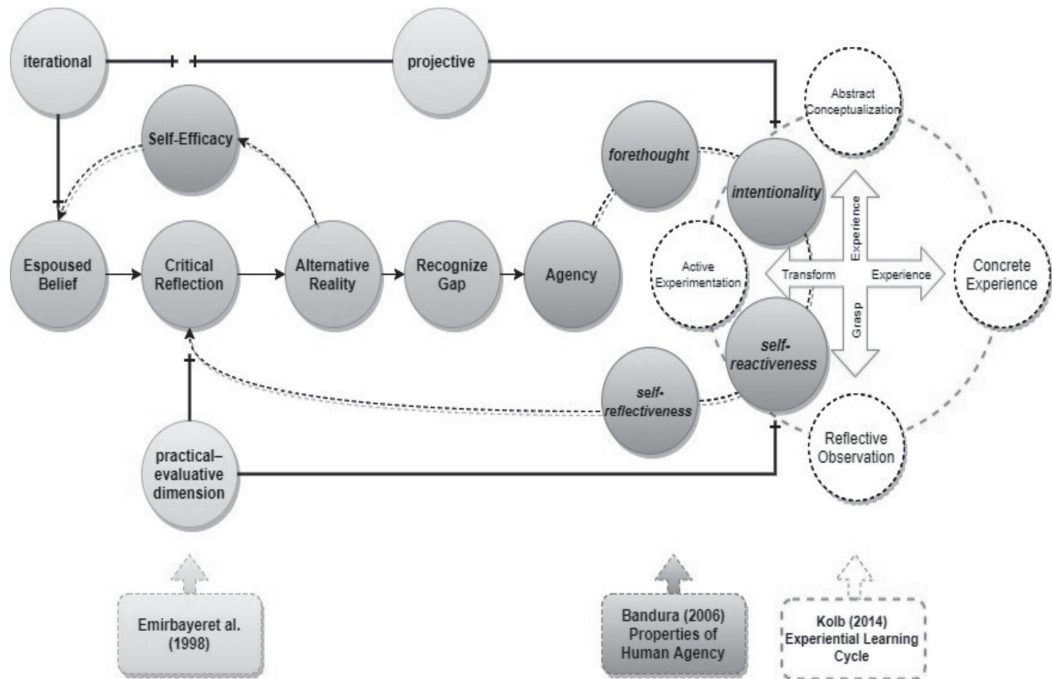 iterational
projective
Abstract
Conceptualization
Self-Efficacy
forethought
intentionality
Espoused
Belief
Critical
Reflection
Alternative
Reality
Recognize
Gap
Agency
Active
Experimentation
Transform
Experience
Experience
Grasp
Concrete
Experience
self-
reactiveness
self-
reflectiveness
Reflective
Observation
practical–
evaluative
dimension
Emirbayeret al.
(1998)
Bandura (2006)
Properties of
Human Agency
Kolb (2014)
Experiential Learning
Cycle